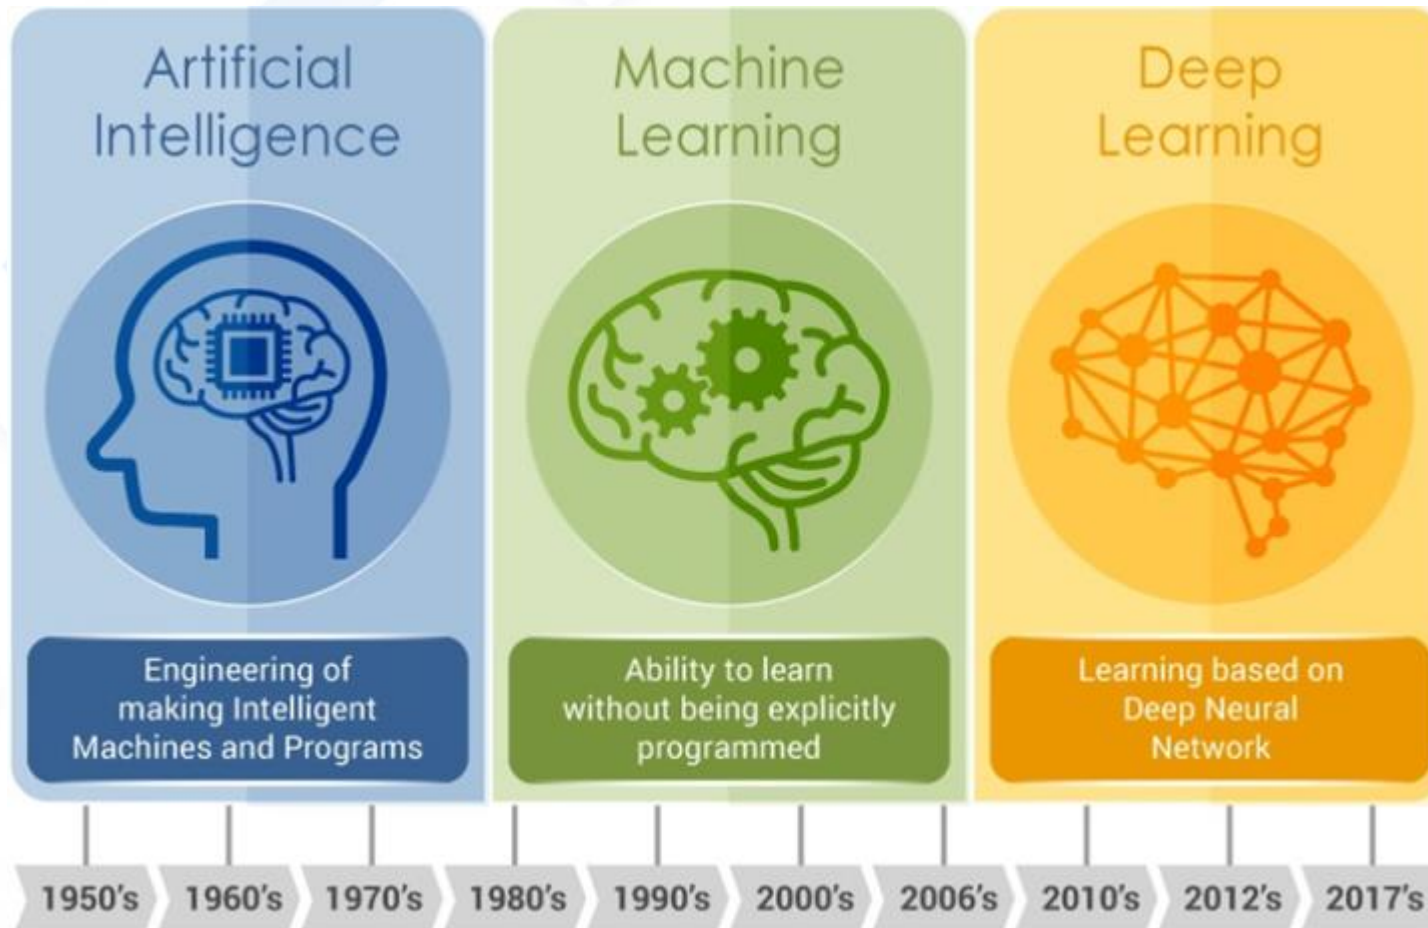 Artificial
Intelligence
Machine
Learning
Deep
Learning
Engineering of
making Intelligent
Machines and Programs
Ability to learn
without being explicitly
programmed
Learning based on
Deep Neural
Network
1950's
1960's
1970's
1980's
1990's
2000's
2006's
2010's
2012's
2017's